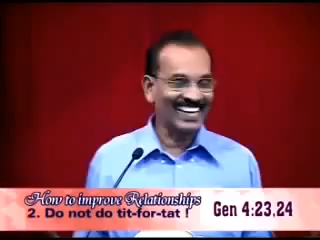 How to improve Relationships
2. Do not do tit-for-tat !
Gen 4:23,24